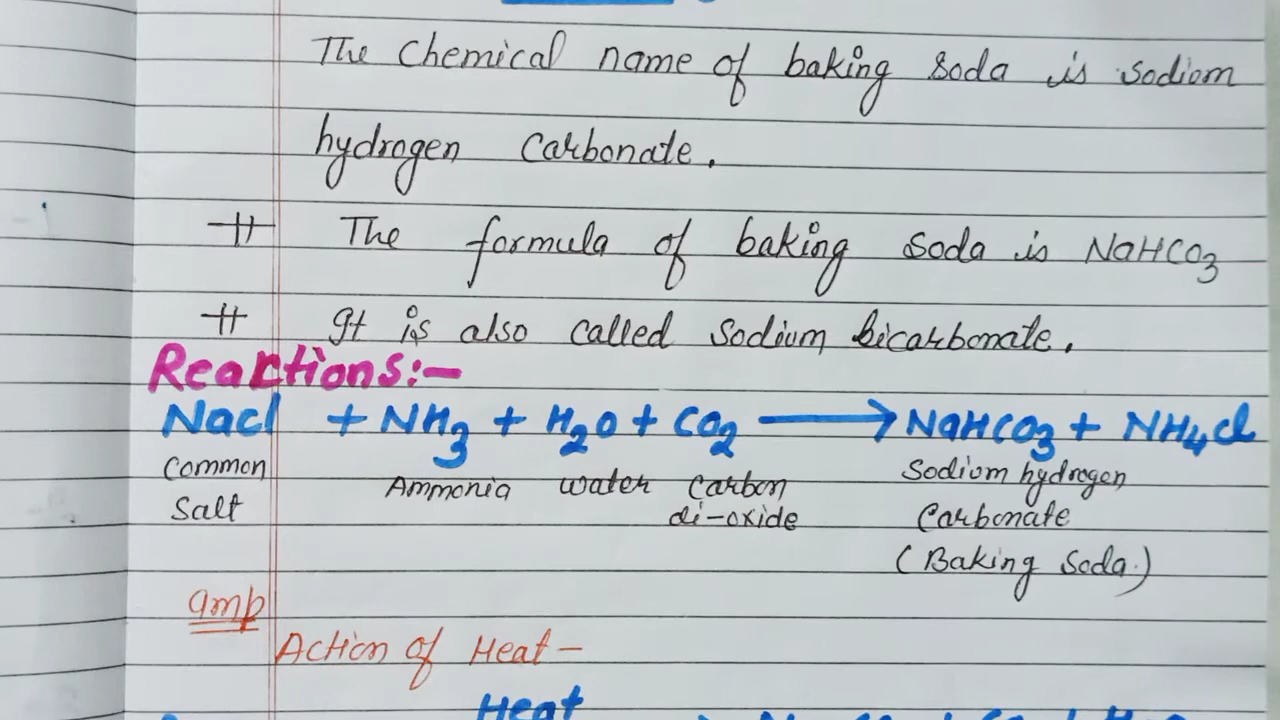 The chemical name of baking soda is sodiom
hydrogen carbonate.
The formula of baking soda is NaHCO3
It is also called sodium bicarbonate.
Reactions:-
Nacl + NH3 + H2O + CO2 → NaHCO3 + NH4Cl
Common Ammonia water Carbon Sodiom hydrogen
Salt di-oxide Carbonate
(Baking Soda.)
Imp
Action of Heat-
Heat